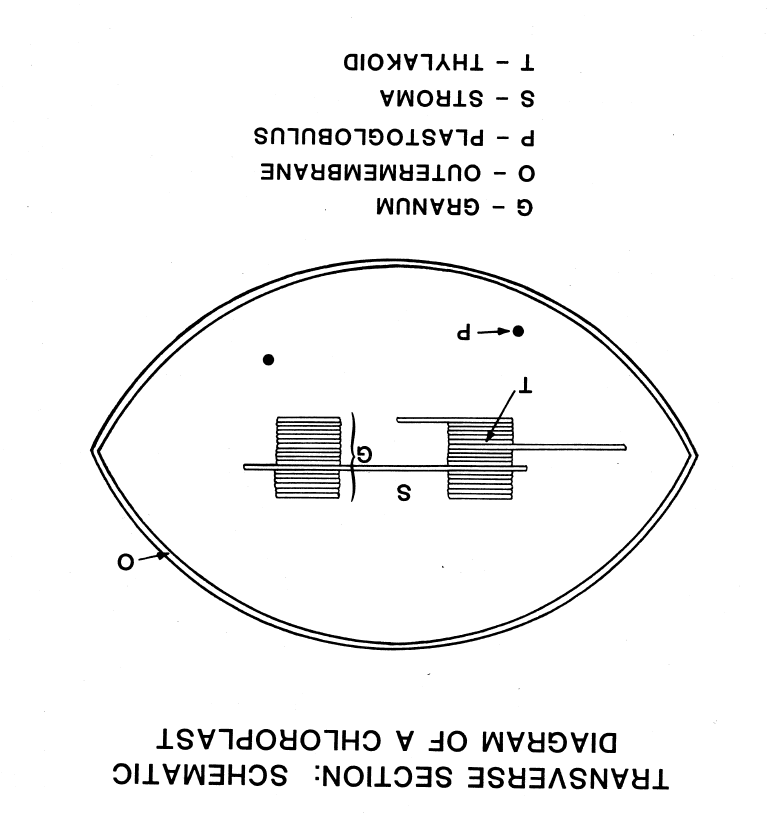 TRANSVERSE SECTION: SCHEMATIC
DIAGRAM OF A CHLOROPLAST
O
S
G
T
P
G – GRANUM
O – OUTERMEMBRANE
P – PLASTOGLOBULUS
S – STROMA
T – THYLAKOID